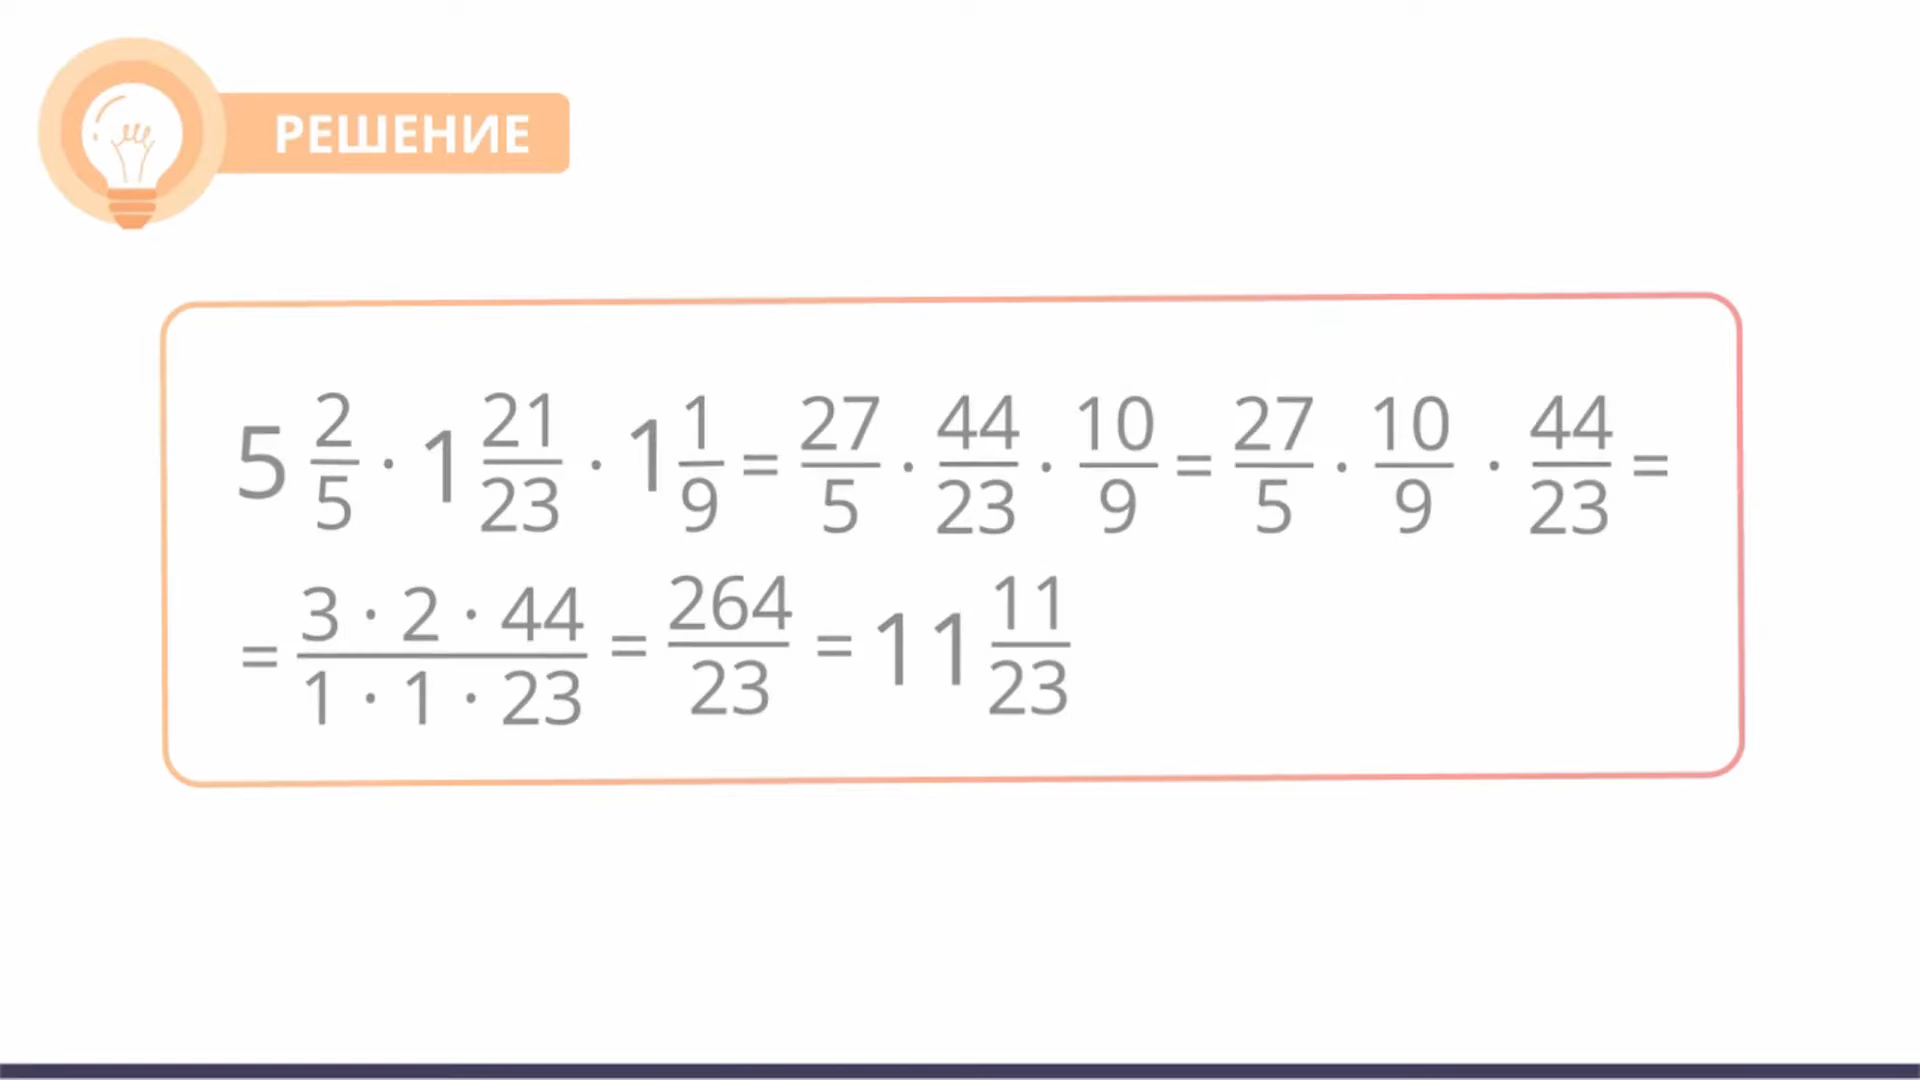 РЕШЕНИЕ
5 2/5 · 1 21/23 · 1 1/9 = 27/5 · 44/23 · 10/9 = 27/5 · 10/9 · 44/23 =
= (3 · 2 · 44)/(1 · 1 · 23) = 264/23 = 11 11/23